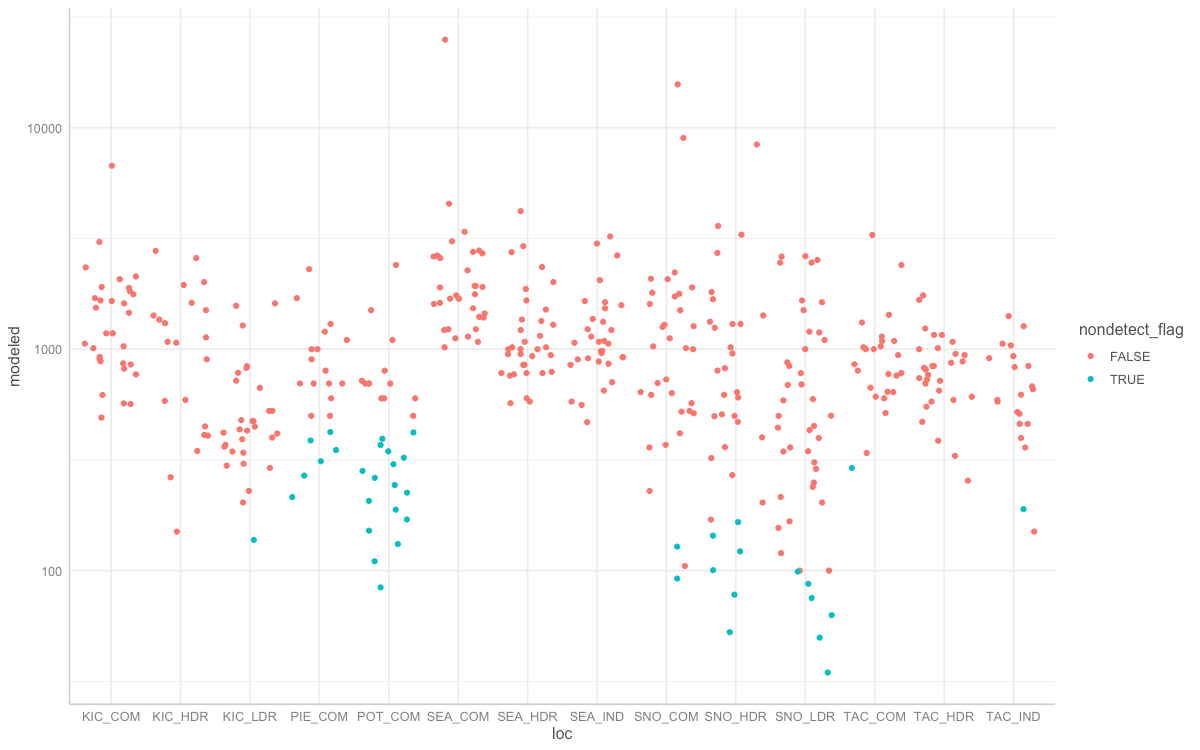 10000
1000
100
modeled
KIC_COM KIC_HDR KIC_LDR PIE_COM POT_COM SEA_COM SEA_HDR SEA_IND SNO_COM SNO_HDR SNO_LDR TAC_COM TAC_HDR TAC_IND
loc
nondetect_flag
FALSE
TRUE